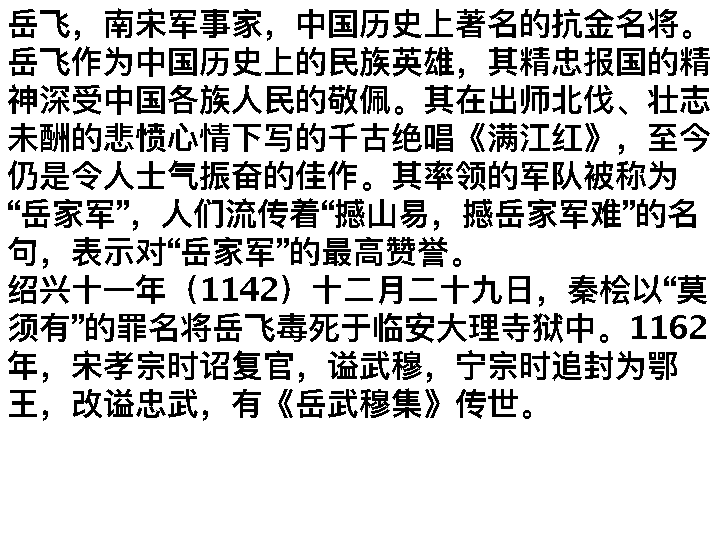 岳飞，南宋军事家，中国历史上著名的抗金名将。
岳飞作为中国历史上的民族英雄，其精忠报国的精
神深受中国各族人民的敬佩。其在出师北伐、壮志
未酬的悲愤心情下写的千古绝唱《满江红》，至今
仍是令人士气振奋的佳作。其率领的军队被称为
“岳家军”，人们流传着“撼山易，撼岳家军难”的名
句，表示对“岳家军”的最高赞誉。
绍兴十一年（1142）十二月二十九日，秦桧以“莫
须有”的罪名将岳飞毒死于临安大理寺狱中。1162
年，宋孝宗时诏复官，谥武穆，宁宗时追封为鄂
王，改谥忠武，有《岳武穆集》传世。